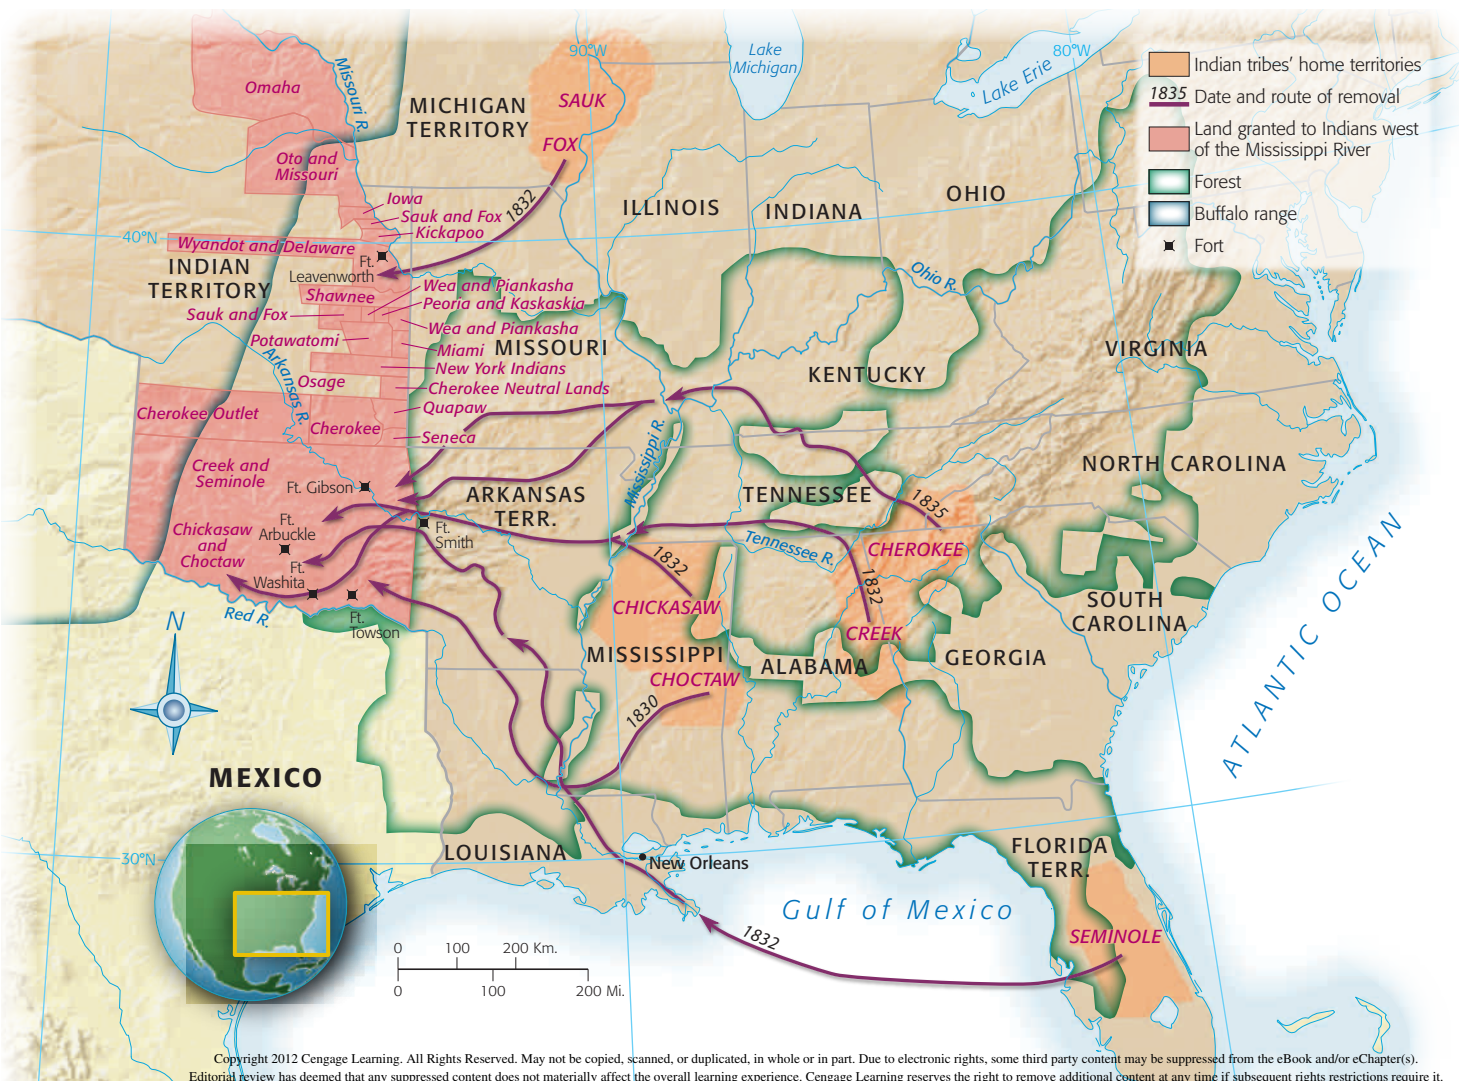 90°W
Lake
Michigan
80°W
Lake Erie
Indian tribes' home territories
1835 Date and route of removal
Land granted to Indians west
of the Mississippi River
Forest
Buffalo range
Fort
Omaha
Missouri R.
MICHIGAN
TERRITORY
SAUK
FOX
Oto and
Missouri
Iowa
Sauk and Fox
Kickapoo
1832
ILLINOIS
INDIANA
OHIO
40°N
Wyandot and Delaware
Ft.
Leavenworth
INDIAN
TERRITORY
Shawnee
Wea and Piankasha
Peoria and Kaskaskia
Sauk and Fox
Wea and Piankasha
Potawatomi
Miami
MISSOURI
New York Indians
Osage
Cherokee Neutral Lands
Arkansas R.
Quapaw
Cherokee Outlet
Cherokee
Seneca
Ohio R.
KENTUCKY
VIRGINIA
Creek and
Seminole
Ft. Gibson
ARKANSAS
TERR.
Mississippi R.
TENNESSEE
NORTH CAROLINA
1835
Ft.
Arbuckle
Ft.
Smith
Chickasaw
and
Choctaw
Ft.
Washita
Tennessee R.
CHEROKEE
1832
1832
CHICKASAW
CREEK
SOUTH
CAROLINA
Red R.
Ft.
Towson
N
MISSISSIPPI
CHOCTAW
ALABAMA
GEORGIA
1830
ATLANTIC OCEAN
MEXICO
30°N
LOUISIANA
New Orleans
FLORIDA
TERR.
Gulf of Mexico
SEMINOLE
1832
0 100 200 Km.
0 100 200 Mi.
Copyright 2012 Cengage Learning. All Rights Reserved. May not be copied, scanned, or duplicated, in whole or in part. Due to electronic rights, some third party content may be suppressed from the eBook and/or eChapter(s).
Editorial review has deemed that any suppressed content does not materially affect the overall learning experience. Cengage Learning reserves the right to remove additional content at any time if subsequent rights restrictions require it.